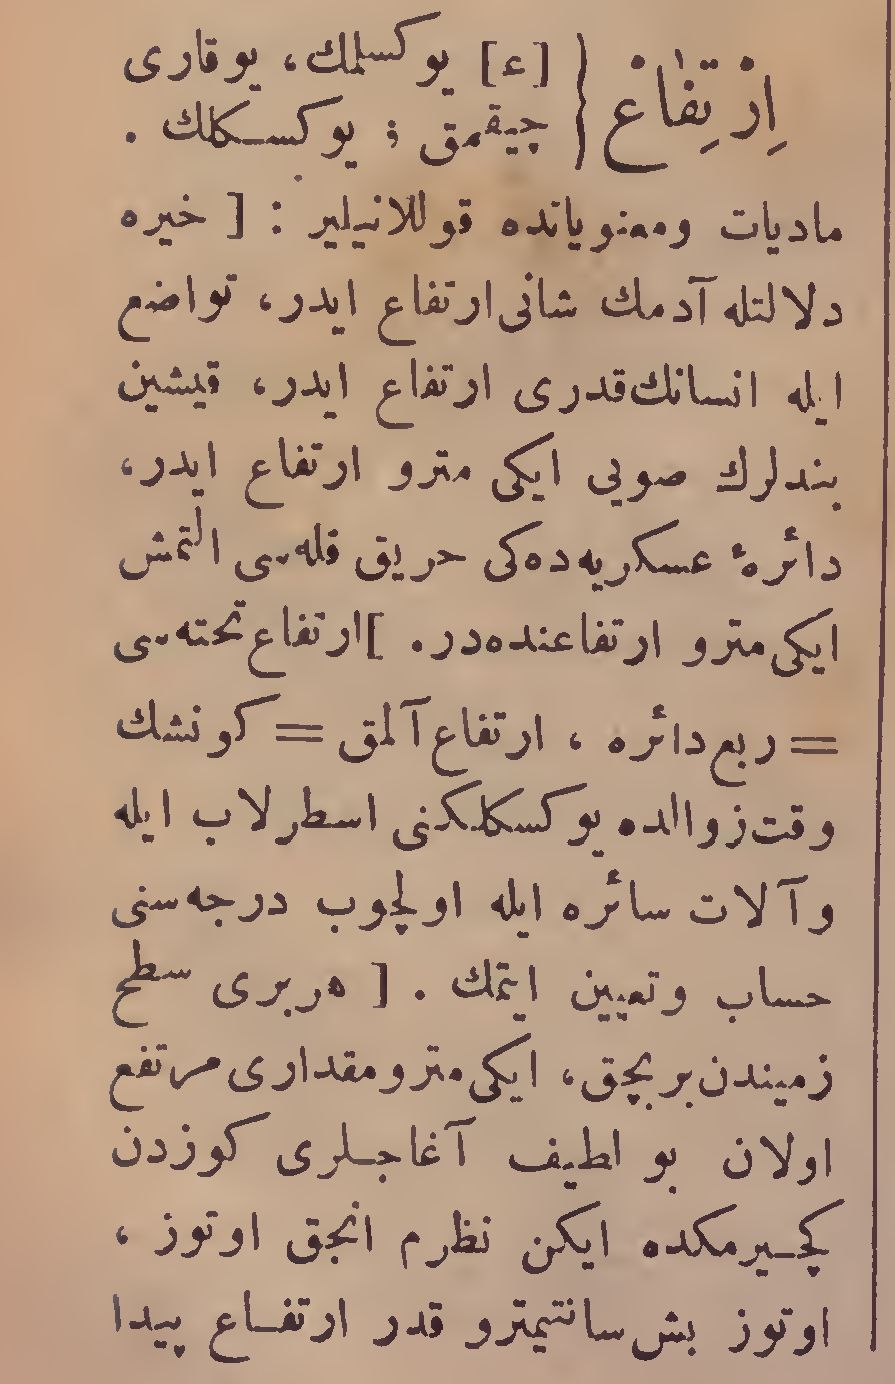 اِرْتِفَاع { [ع] يوكسلمك، يوقارى
چيقمق ؛ يوكسكلك .
ماديات ومعنوياتده قوللانيلير : [ خيره
دلالتله آدمك شانى ارتفاع ايدر، تواضع
ايله انسانك قدرى ارتفاع ايدر، قيشين
بندلرك صويى ايكى مترو ارتفاع ايدر،
دائرۀ عسكريه‌ده‌كى حريق قله‌سى التمش
ايكى مترو ارتفاعنده‌در. ] ارتفاع تخته‌سى
= ربع دائره ، ارتفاع آلمق = كونشك
وقت زوالده يوكسكلكنى اسطرلاب ايله
وآلات سائره ايله اولچوب درجه‌سنى
حساب وتعيين ايتمك . [ هربرى سطح
زميندن بربچق، ايكى مترو مقدارى مرتفع
اولان بو لطيف آغاجلرى كوزدن
كچيرمكده ايكن نظرم انجق اوتوز ،
اوتوز بش سانتيمترو قدر ارتفاع پيدا